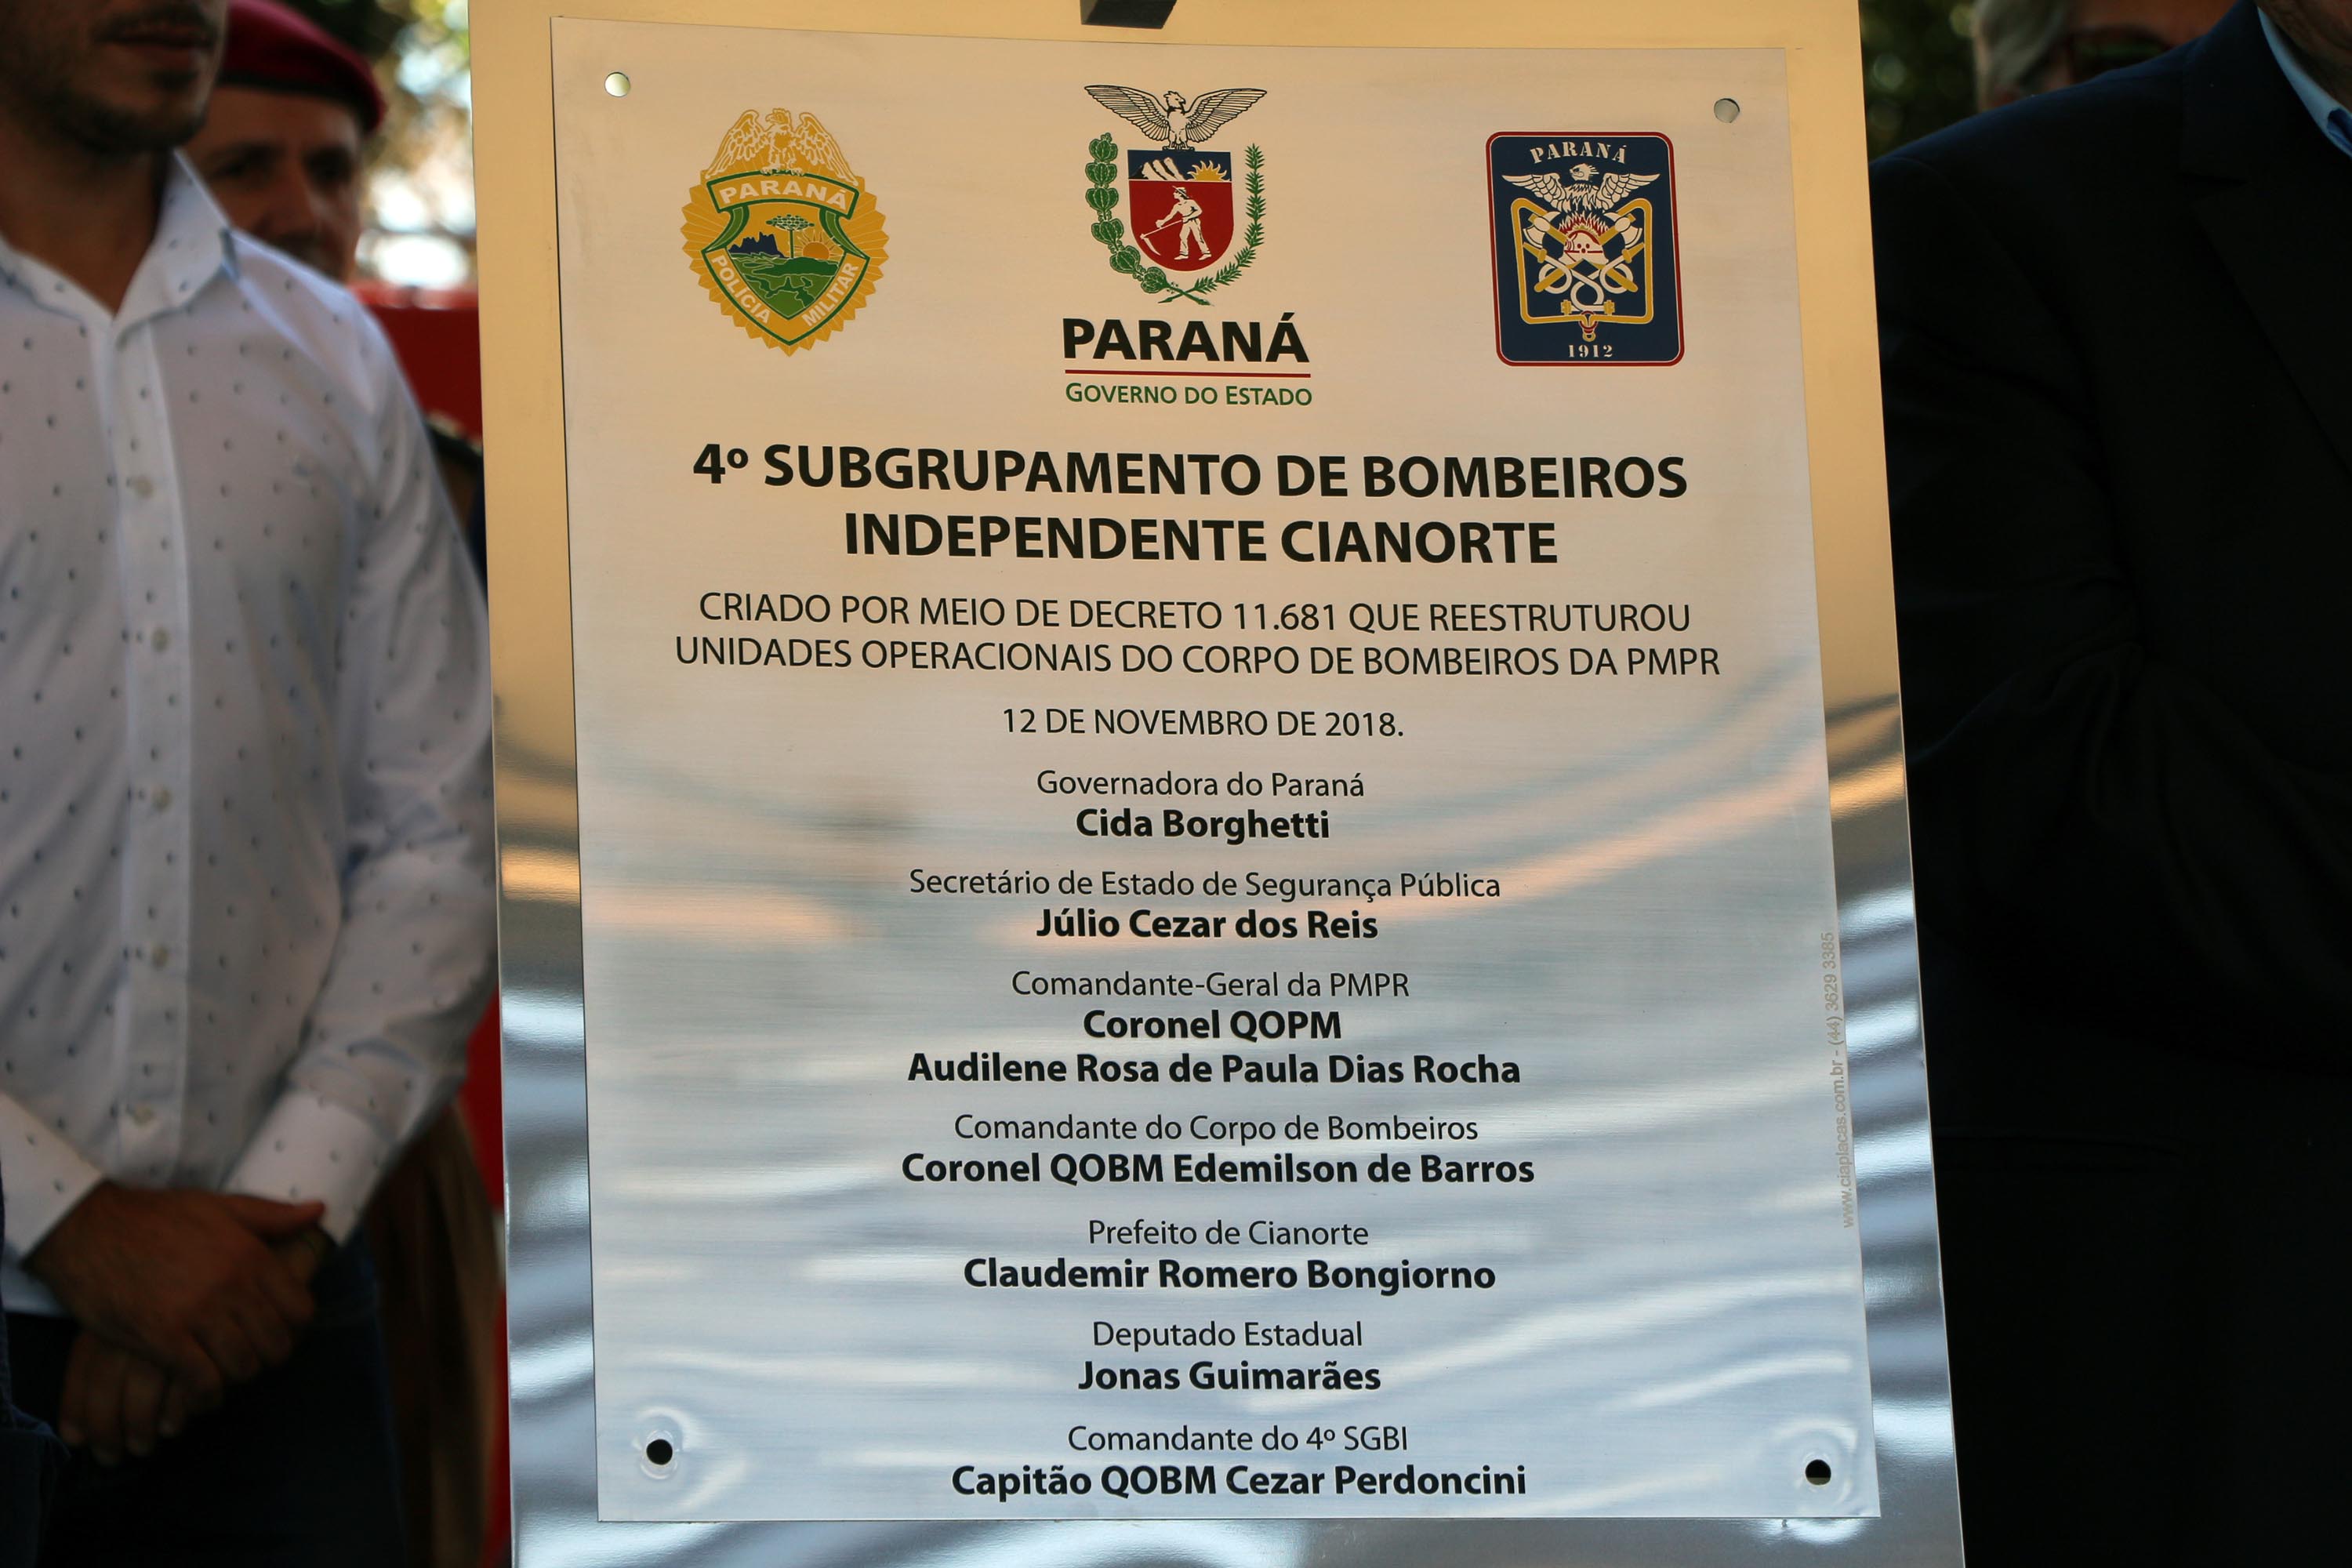 PARANÁ
POLÍCIA MILITAR
PARANÁ
GOVERNO DO ESTADO
PARANÁ
1912
4º SUBGRUPAMENTO DE BOMBEIROS
INDEPENDENTE CIANORTE
CRIADO POR MEIO DE DECRETO 11.681 QUE REESTRUTUROU
UNIDADES OPERACIONAIS DO CORPO DE BOMBEIROS DA PMPR
12 DE NOVEMBRO DE 2018.
Governadora do Paraná
Cida Borghetti
Secretário de Estado de Segurança Pública
Júlio Cezar dos Reis
Comandante-Geral da PMPR
Coronel QOPM
Audilene Rosa de Paula Dias Rocha
Comandante do Corpo de Bombeiros
Coronel QOBM Edemilson de Barros
Prefeito de Cianorte
Claudemir Romero Bongiorno
Deputado Estadual
Jonas Guimarães
Comandante do 4º SGBI
Capitão QOBM Cezar Perdoncini
www.ciaplacas.com.br - (44) 3629 3385